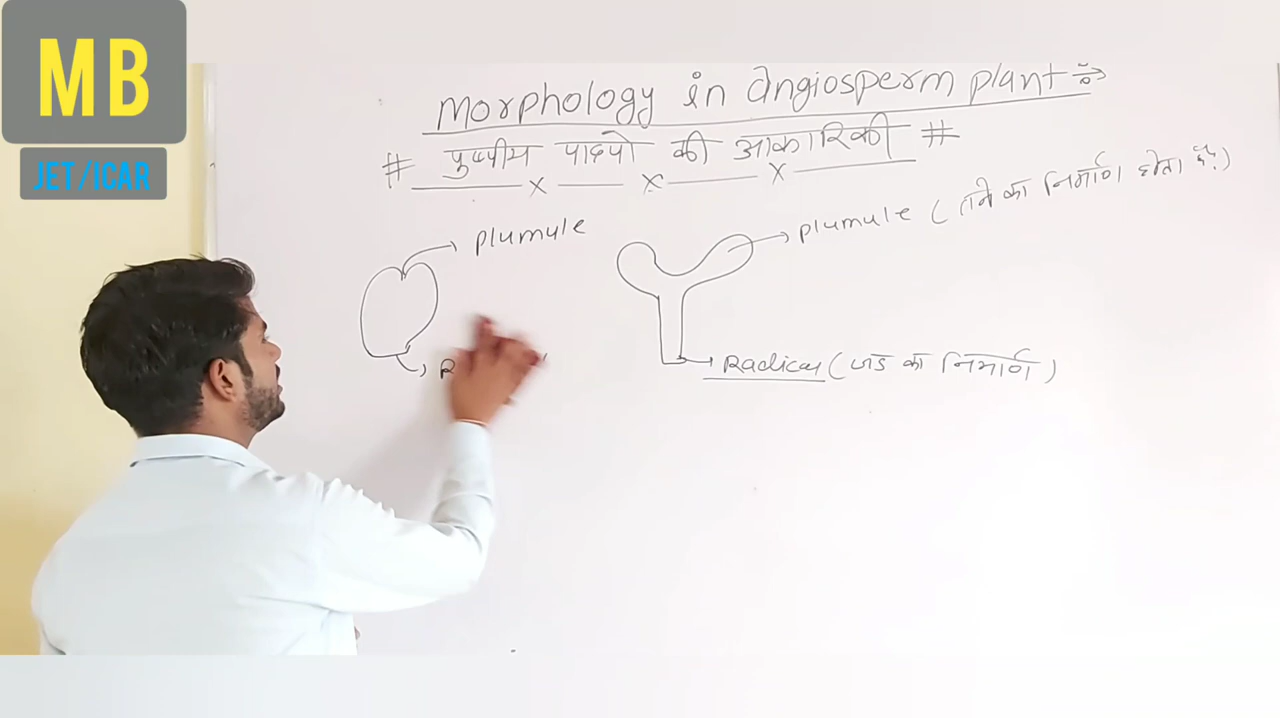 MB
JET/ICAR
Morphology in angiosperm plant
# पुष्पीय पादपो की आकारिकी #
Plumule
plumule ( तने का निर्माण होता है।)
Radical ( जड का निर्माण )